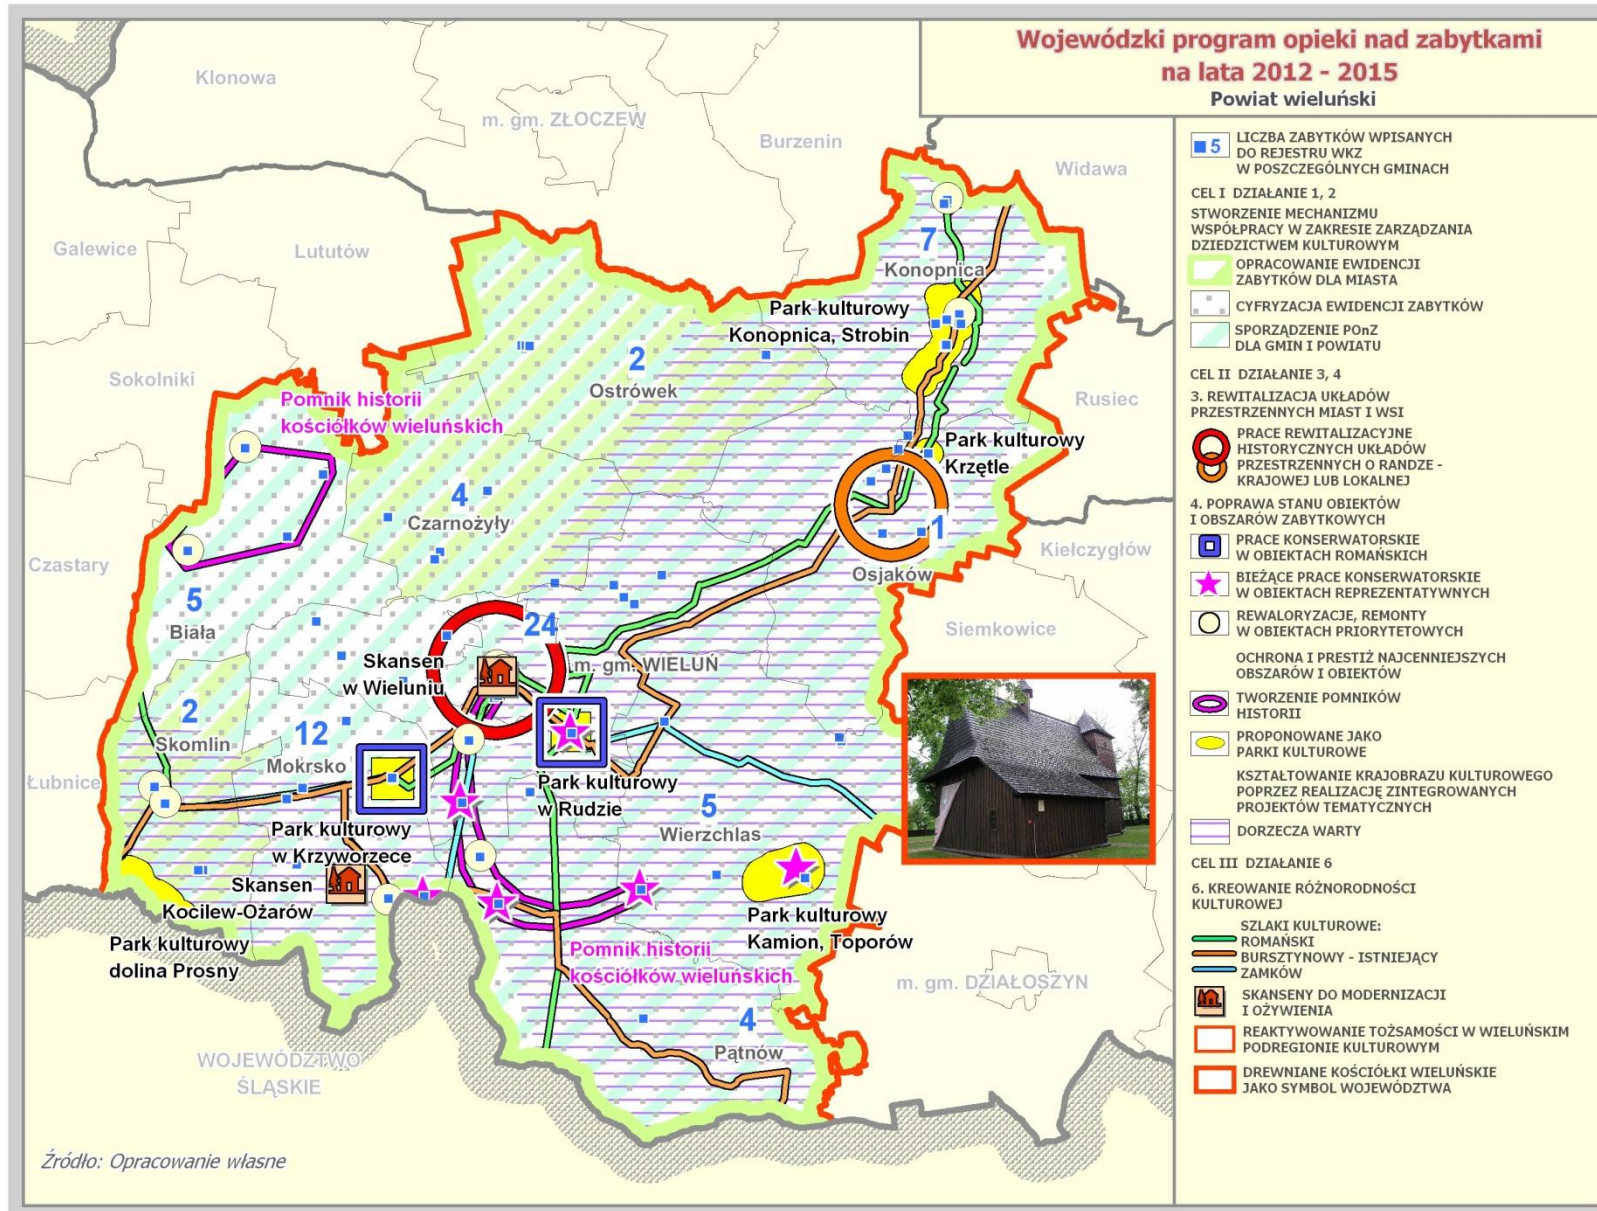 Wojewódzki program opieki nad zabytkami
na lata 2012 - 2015
Powiat wieluński
Klonowa
m. gm. ZŁOCZEW
Burzenin
Widawa
Galewice
Lututów
Sokolniki
Rusiec
Czastary
Kiełczygłów
Siemkowice
Łubnice
m. gm. DZIAŁOSZYN
WOJEWÓDZTWO
ŚLĄSKIE
7
Konopnica
Park kulturowy
Konopnica, Strobin
2
Ostrówek
Pomnik historii
kościółków wieluńskich
Park kulturowy
Krzętle
4
Czarnożyły
1
Osjaków
5
Biała
24
m. gm. WIELUŃ
Skansen
w Wieluniu
2
Skomlin
12
Mokrsko
Park kulturowy
w Rudzie
5
Wierzchlas
Park kulturowy
w Krzyworzece
Skansen
Kocilew-Ożarów
Park kulturowy
dolina Prosny
Park kulturowy
Kamion, Toporów
Pomnik historii
kościółków wieluńskich
4
Pątnów
Źródło: Opracowanie własne
5
LICZBA ZABYTKÓW WPISANYCH
DO REJESTRU WKZ
W POSZCZEGÓLNYCH GMINACH
CEL I DZIAŁANIE 1, 2
STWORZENIE MECHANIZMU
WSPÓŁPRACY W ZAKRESIE ZARZĄDZANIA
DZIEDZICTWEM KULTUROWYM
OPRACOWANIE EWIDENCJI
ZABYTKÓW DLA MIASTA
CYFRYZACJA EWIDENCJI ZABYTKÓW
SPORZĄDZENIE POnZ
DLA GMIN I POWIATU
CEL II DZIAŁANIE 3, 4
3. REWITALIZACJA UKŁADÓW
PRZESTRZENNYCH MIAST I WSI
PRACE REWITALIZACYJNE
HISTORYCZNYCH UKŁADÓW
PRZESTRZENNYCH O RANDZE -
KRAJOWEJ LUB LOKALNEJ
4. POPRAWA STANU OBIEKTÓW
I OBSZARÓW ZABYTKOWYCH
PRACE KONSERWATORSKIE
W OBIEKTACH ROMAŃSKICH
BIEŻĄCE PRACE KONSERWATORSKIE
W OBIEKTACH REPREZENTATYWNYCH
REWALORYZACJE, REMONTY
W OBIEKTACH PRIORYTETOWYCH
OCHRONA I PRESTIŻ NAJCENNIEJSZYCH
OBSZARÓW I OBIEKTÓW
TWORZENIE POMNIKÓW
HISTORII
PROPONOWANE JAKO
PARKI KULTUROWE
KSZTAŁTOWANIE KRAJOBRAZU KULTUROWEGO
POPRZEZ REALIZACJĘ ZINTEGROWANYCH
PROJEKTÓW TEMATYCZNYCH
DORZECZA WARTY
CEL III DZIAŁANIE 6
6. KREOWANIE RÓŻNORODNOŚCI
KULTUROWEJ
SZLAKI KULTUROWE:
ROMAŃSKI
BURSZTYNOWY - ISTNIEJĄCY
ZAMKÓW
SKANSENY DO MODERNIZACJI
I OŻYWIENIA
REAKTYWOWANIE TOŻSAMOŚCI W WIELUŃSKIM
PODREGIONIE KULTUROWYM
DREWNIANE KOŚCIÓŁKI WIELUŃSKIE
JAKO SYMBOL WOJEWÓDZTWA